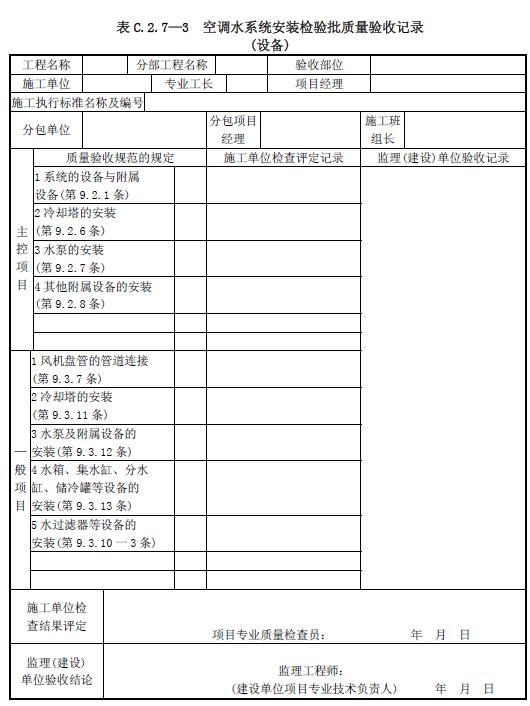 表 C.2.7—3 空调水系统安装检验批质量验收记录
(设备)
工程名称 分部工程名称 验收部位
施工单位 专业工长 项目经理
施工执行标准名称及编号
分包单位 分包项目经理 施工班组长
质量验收规范的规定 施工单位检查评定记录 监理(建设)单位验收记录
主控项目
1 系统的设备与附属
设备(第 9.2.1 条)
2 冷却塔的安装
(第 9.2.6 条)
3 水泵的安装
(第 9.2.7 条)
4 其他附属设备的安装
(第 9.2.8 条)
一般项目
1 风机盘管的管道连接
(第 9.3.7 条)
2 冷却塔的安装
(第 9.3.11 条)
3 水泵及附属设备的
安装(第 9.3.12 条)
4 水箱、集水缸、分水
缸、储冷罐等设备的
安装(第 9.3.13 条)
5 水过滤器等设备的
安装(第 9.3.10 一 3 条)
施工单位检
查结果评定
项目专业质量检查员: 年 月 日
监理(建设)
单位验收结论
监理工程师:
(建设单位项目专业技术负责人) 年 月 日